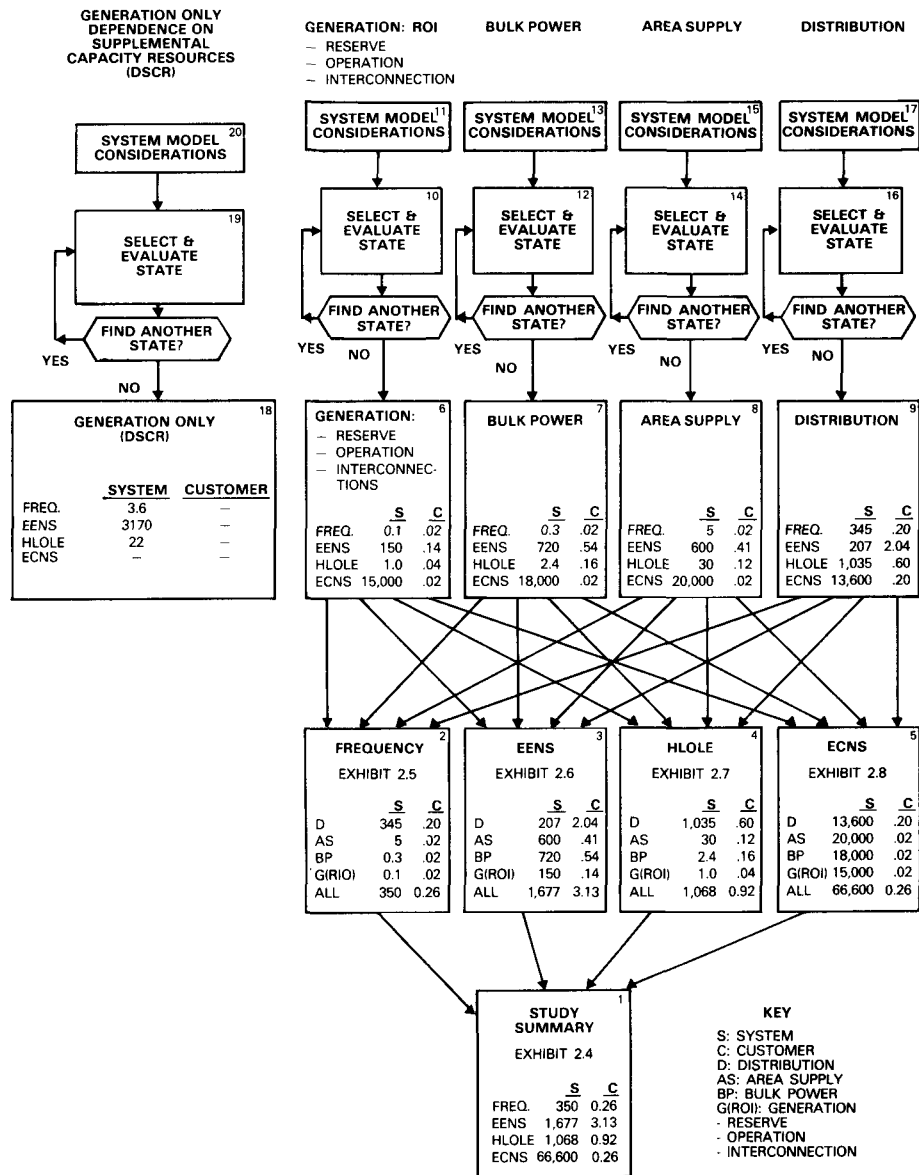 GENERATION ONLY
DEPENDENCE ON
SUPPLEMENTAL
CAPACITY RESOURCES
(DSCR)
GENERATION: ROI
— RESERVE
— OPERATION
— INTERCONNECTION
BULK POWER
AREA SUPPLY
DISTRIBUTION
20
SYSTEM MODEL
CONSIDERATIONS
11
SYSTEM MODEL
CONSIDERATIONS
13
SYSTEM MODEL
CONSIDERATIONS
15
SYSTEM MODEL
CONSIDERATIONS
17
SYSTEM MODEL
CONSIDERATIONS
19
SELECT &
EVALUATE
STATE
10
SELECT &
EVALUATE
STATE
12
SELECT &
EVALUATE
STATE
14
SELECT &
EVALUATE
STATE
16
SELECT &
EVALUATE
STATE
FIND ANOTHER
STATE?
YES
NO
FIND ANOTHER
STATE?
YES
NO
FIND ANOTHER
STATE?
YES
NO
FIND ANOTHER
STATE?
YES
NO
FIND ANOTHER
STATE?
YES
NO
18
GENERATION ONLY
(DSCR)
SYSTEM CUSTOMER
FREQ. 3.6 —
EENS 3170 —
HLOLE 22 —
ECNS — —
6
GENERATION:
— RESERVE
— OPERATION
— INTERCONNEC-
TIONS
S C
FREQ. 0.1 .02
EENS 150 .14
HLOLE 1.0 .04
ECNS 15,000 .02
7
BULK POWER
S C
FREQ. 0.3 .02
EENS 720 .54
HLOLE 2.4 .16
ECNS 18,000 .02
8
AREA SUPPLY
S C
FREQ. 5 .02
EENS 600 .41
HLOLE 30 .12
ECNS 20,000 .02
9
DISTRIBUTION
S C
FREQ. 345 .20
EENS 207 2.04
HLOLE 1,035 .60
ECNS 13,600 .20
2
FREQUENCY
EXHIBIT 2.5
S C
D 345 .20
AS 5 .02
BP 0.3 .02
G(RIO) 0.1 .02
ALL 350 0.26
3
EENS
EXHIBIT 2.6
S C
D 207 2.04
AS 600 .41
BP 720 .54
G(ROI) 150 .14
ALL 1,677 3.13
4
HLOLE
EXHIBIT 2.7
S C
D 1,035 .60
AS 30 .12
BP 2.4 .16
G(ROI) 1.0 .04
ALL 1,068 0.92
5
ECNS
EXHIBIT 2.8
S C
D 13,600 .20
AS 20,000 .02
BP 18,000 .02
G(ROI) 15,000 .02
ALL 66,600 0.26
1
STUDY
SUMMARY
EXHIBIT 2.4
S C
FREQ. 350 0.26
EENS 1,677 3.13
HLOLE 1,068 0.92
ECNS 66,600 0.26
KEY
S: SYSTEM
C: CUSTOMER
D: DISTRIBUTION
AS: AREA SUPPLY
BP: BULK POWER
G(ROI): GENERATION
- RESERVE
- OPERATION
- INTERCONNECTION